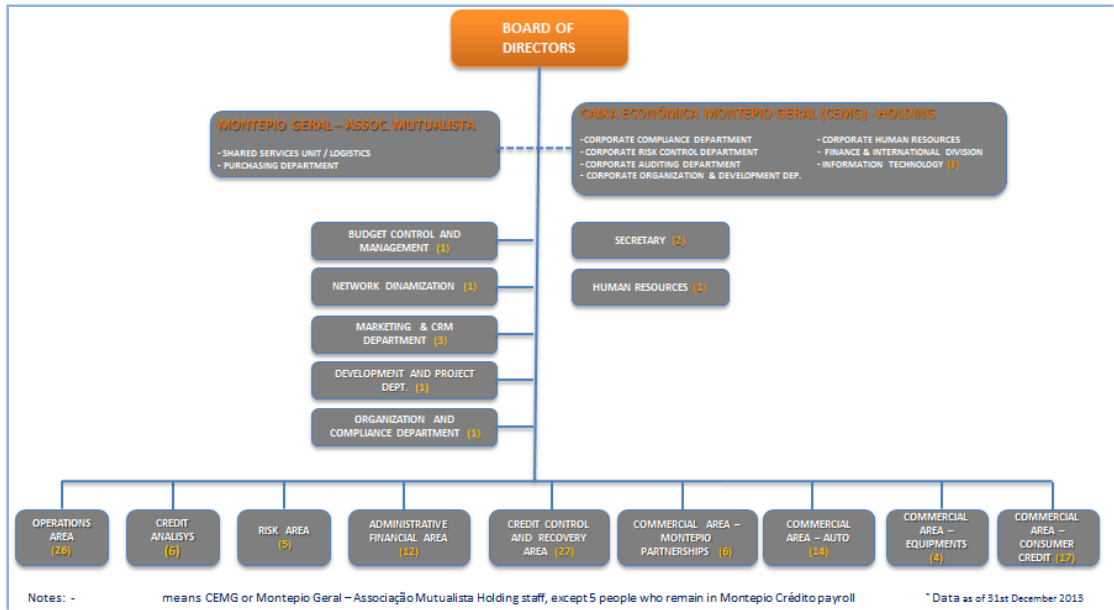 BOARD OF
DIRECTORS
MONTEPIO GERAL – ASSOC. MUTUALISTA
- SHARED SERVICES UNIT / LOGISTICS
- PURCHASING DEPARTMENT
CAIXA ECONÓMICA MONTEPIO GERAL (CEMG) - HOLDING
- CORPORATE COMPLIANCE DEPARTMENT
- CORPORATE RISK CONTROL DEPARTMENT
- CORPORATE AUDITING DEPARTMENT
- CORPORATE ORGANIZATION & DEVELOPMENT DEP.
- CORPORATE HUMAN RESOURCES
- FINANCE & INTERNATIONAL DIVISION
- INFORMATION TECHNOLOGY (3)
BUDGET CONTROL AND
MANAGEMENT (1)
SECRETARY (2)
NETWORK DINAMIZATION (1)
HUMAN RESOURCES (1)
MARKETING & CRM
DEPARTMENT (3)
DEVELOPMENT AND PROJECT
DEPT. (1)
ORGANIZATION AND
COMPLIANCE DEPARTMENT (1)
OPERATIONS
AREA
(26)
CREDIT
ANALISYS
(6)
RISK AREA
(5)
ADMINISTRATIVE
FINANCIAL AREA
(12)
CREDIT CONTROL
AND RECOVERY
AREA (27)
COMMERCIAL AREA –
MONTEPIO
PARTNERSHIPS (6)
COMMERCIAL
AREA – AUTO
(14)
COMMERCIAL
AREA –
EQUIPMENTS
(4)
COMMERCIAL
AREA –
CONSUMER
CREDIT (17)
Notes: - means CEMG or Montepio Geral – Associação Mutualista Holding staff, except 5 people who remain in Montepio Crédito payroll * Data as of 31st December 2013